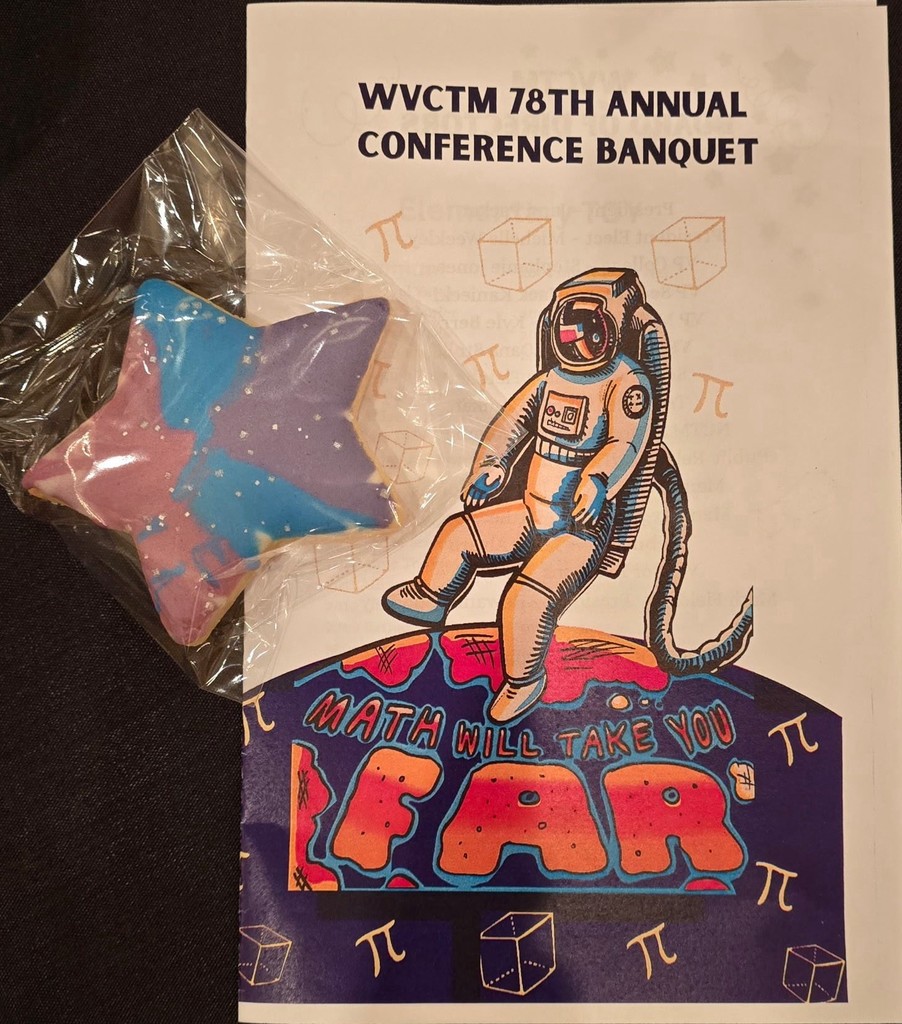 WVCTM 78TH ANNUAL
CONFERENCE BANQUET
π π π π
MATH WILL TAKE YOU
FAR
π π π π π